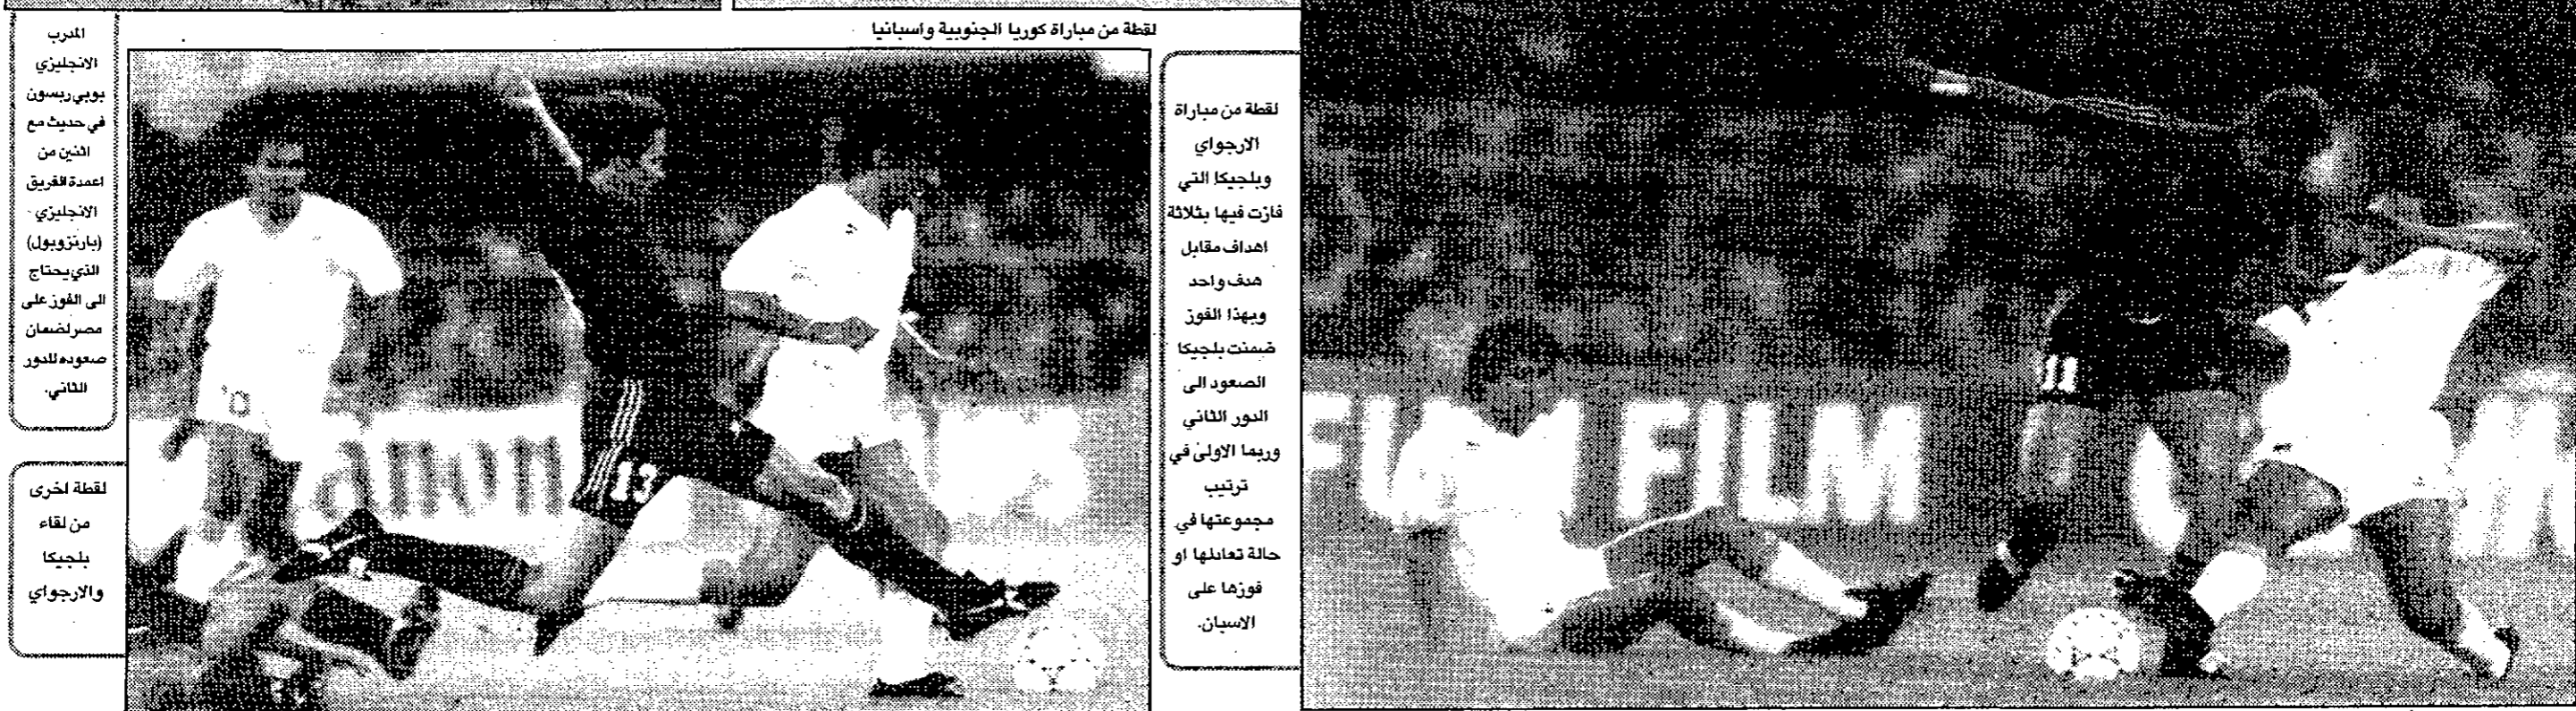 لقطة من مباراة كوريا الجنوبية واسبانيا
لقطة من مباراة
الارجواي
وبلجيكا التي
فازت فيها بثلاثة
اهداف مقابل
هدف واحد
وبهذا الفوز
ضمنت بلجيكا
الصعود الى
الدور الثاني
وربما الاولى في
ترتيب
مجموعتها في
حالة تعادلها او
فوزها على
الاسبان.
المدرب
الانجليزي
بوبي ربسون
في حديث مع
اثنين من
اعمدة الفريق
الانجليزي
(بارنز وبول)
الذي يحتاج
الى الفوز على
مصر لضمان
صعوده للدور
الثاني.
لقطة اخرى
من لقاء
بلجيكا
والارجواي
13
11
FILM